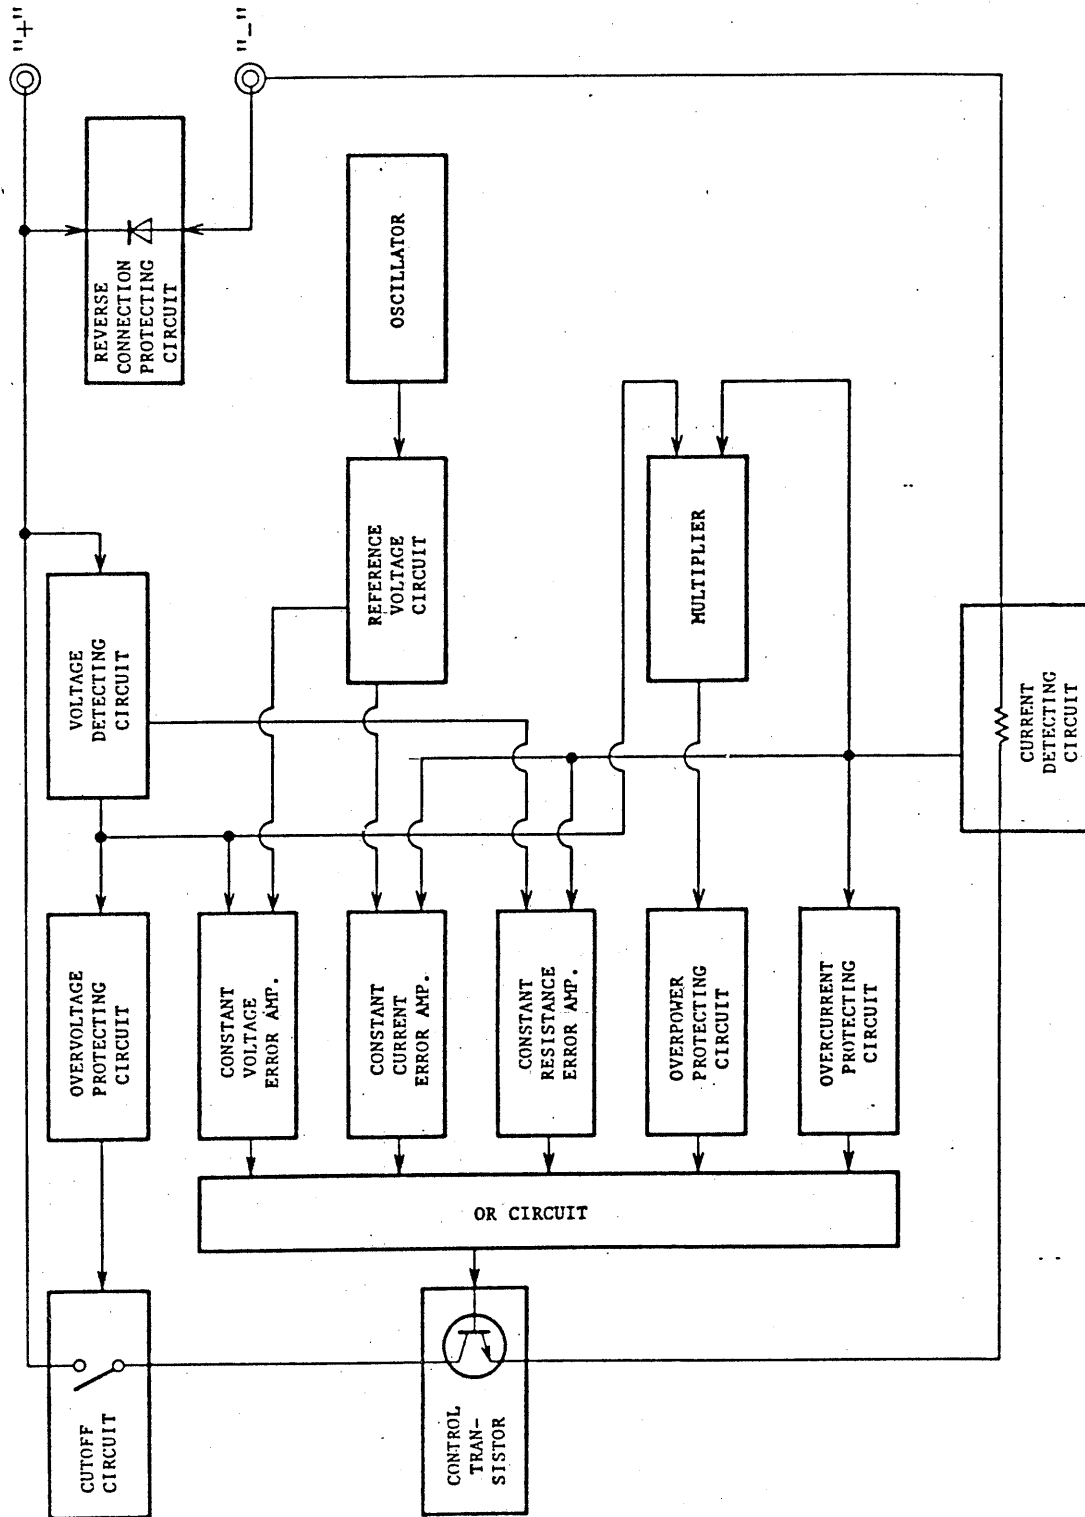 "+"
"-"
REVERSE
CONNECTION
PROTECTING
CIRCUIT
OSCILLATOR
VOLTAGE
DETECTING
CIRCUIT
REFERENCE
VOLTAGE
CIRCUIT
MULTIPLIER
CURRENT
DETECTING
CIRCUIT
OVERVOLTAGE
PROTECTING
CIRCUIT
CONSTANT
VOLTAGE
ERROR AMP.
CONSTANT
CURRENT
ERROR AMP.
CONSTANT
RESISTANCE
ERROR AMP.
OVERPOWER
PROTECTING
CIRCUIT
OVERCURRENT
PROTECTING
CIRCUIT
OR CIRCUIT
CUTOFF
CIRCUIT
CONTROL
TRAN-
SISTOR